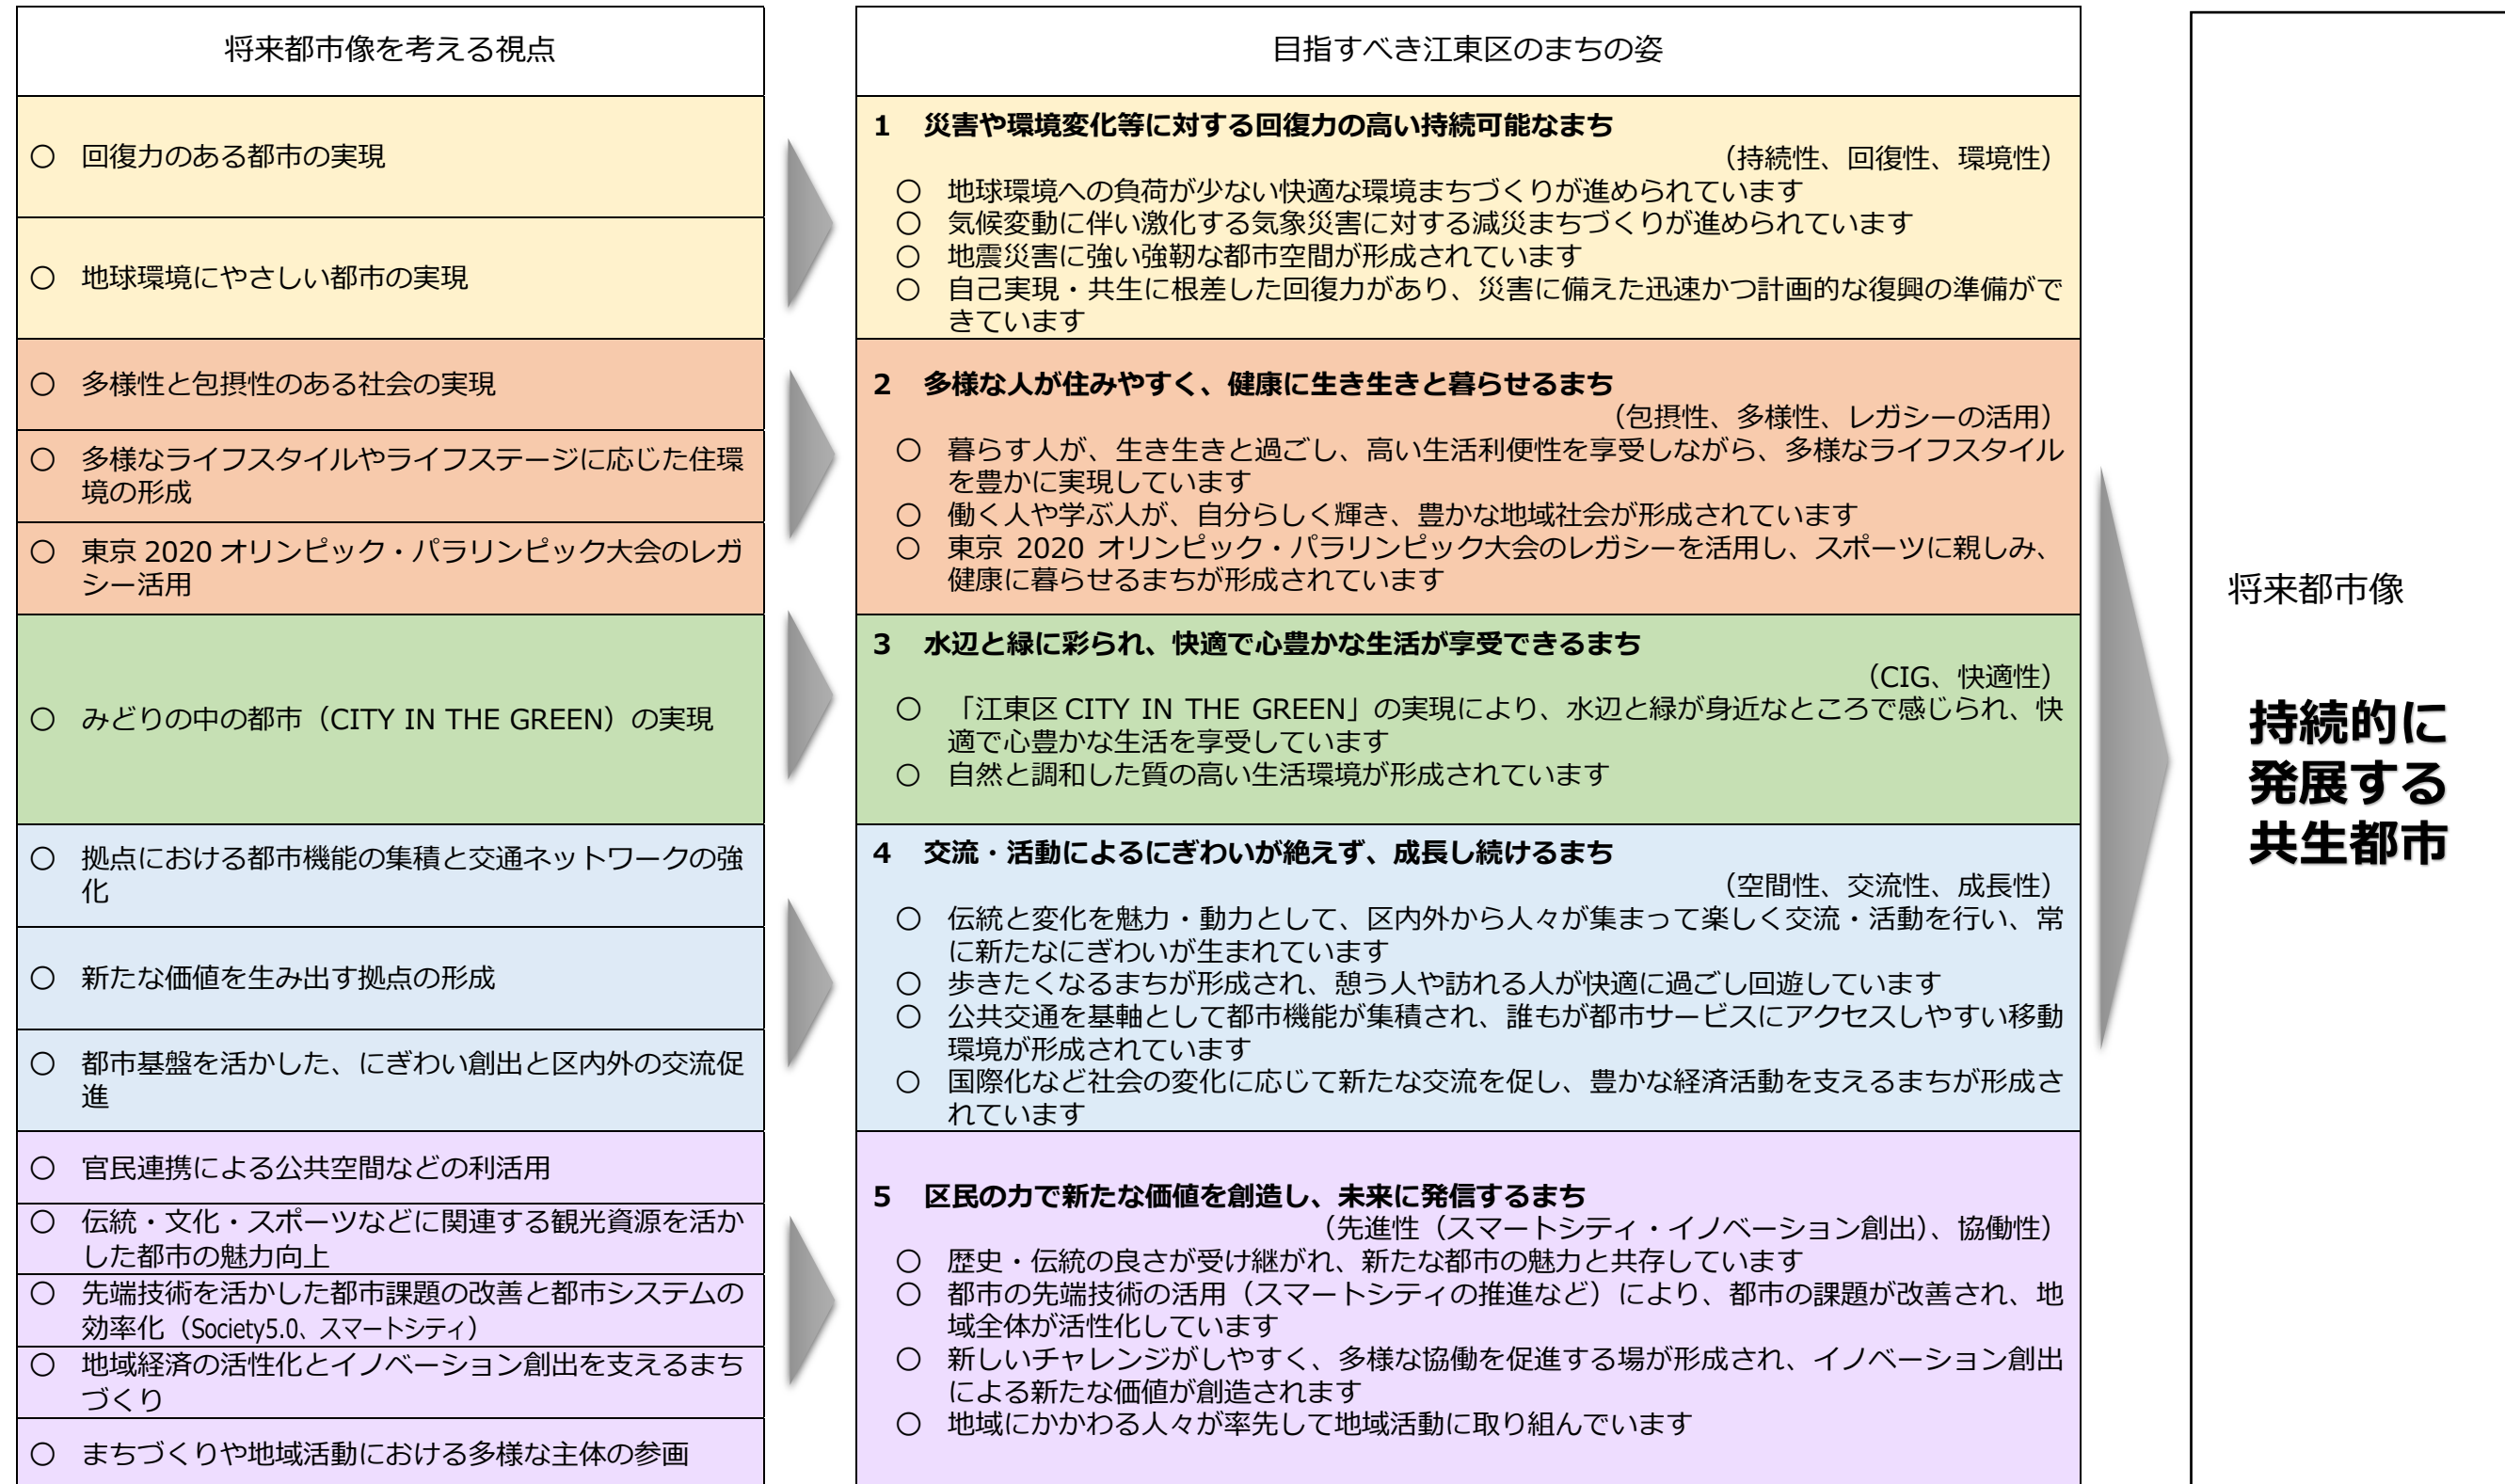 将来都市像を考える視点
○ 回復力のある都市の実現
○ 地球環境にやさしい都市の実現
○ 多様性と包摂性のある社会の実現
○ 多様なライフスタイルやライフステージに応じた住環
境の形成
○ 東京 2020 オリンピック・パラリンピック大会のレガ
シー活用
○ みどりの中の都市（CITY IN THE GREEN）の実現
○ 拠点における都市機能の集積と交通ネットワークの強
化
○ 新たな価値を生み出す拠点の形成
○ 都市基盤を活かした、にぎわい創出と区内外の交流促
進
○ 官民連携による公共空間などの利活用
○ 伝統・文化・スポーツなどに関連する観光資源を活か
した都市の魅力向上
○ 先端技術を活かした都市課題の改善と都市システムの
効率化（Society5.0、スマートシティ）
○ 地域経済の活性化とイノベーション創出を支えるまち
づくり
○ まちづくりや地域活動における多様な主体の参画
目指すべき江東区のまちの姿
1 災害や環境変化等に対する回復力の高い持続可能なまち
（持続性、回復性、環境性）
○ 地球環境への負荷が少ない快適な環境まちづくりが進められています
○ 気候変動に伴い激化する気象災害に対する減災まちづくりが進められています
○ 地震災害に強い強靭な都市空間が形成されています
○ 自己実現・共生に根差した回復力があり、災害に備えた迅速かつ計画的な復興の準備がで
きています
2 多様な人が住みやすく、健康に生き生きと暮らせるまち
（包摂性、多様性、レガシーの活用）
○ 暮らす人が、生き生きと過ごし、高い生活利便性を享受しながら、多様なライフスタイル
を豊かに実現しています
○ 働く人や学ぶ人が、自分らしく輝き、豊かな地域社会が形成されています
○ 東京 2020 オリンピック・パラリンピック大会のレガシーを活用し、スポーツに親しみ、
健康に暮らせるまちが形成されています
3 水辺と緑に彩られ、快適で心豊かな生活が享受できるまち
（CIG、快適性）
○ 「江東区 CITY IN THE GREEN」の実現により、水辺と緑が身近なところで感じられ、快
適で心豊かな生活を享受しています
○ 自然と調和した質の高い生活環境が形成されています
4 交流・活動によるにぎわいが絶えず、成長し続けるまち
（空間性、交流性、成長性）
○ 伝統と変化を魅力・動力として、区内外から人々が集まって楽しく交流・活動を行い、常
に新たなにぎわいが生まれています
○ 歩きたくなるまちが形成され、憩う人や訪れる人が快適に過ごし回遊しています
○ 公共交通を基軸として都市機能が集積され、誰もが都市サービスにアクセスしやすい移動
環境が形成されています
○ 国際化など社会の変化に応じて新たな交流を促し、豊かな経済活動を支えるまちが形成さ
れています
5 区民の力で新たな価値を創造し、未来に発信するまち
（先進性（スマートシティ・イノベーション創出）、協働性）
○ 歴史・伝統の良さが受け継がれ、新たな都市の魅力と共存しています
○ 都市の先端技術の活用（スマートシティの推進など）により、都市の課題が改善され、地
域全体が活性化しています
○ 新しいチャレンジがしやすく、多様な協働を促進する場が形成され、イノベーション創出
による新たな価値が創造されます
○ 地域にかかわる人々が率先して地域活動に取り組んでいます
将来都市像
持続的に
発展する
共生都市